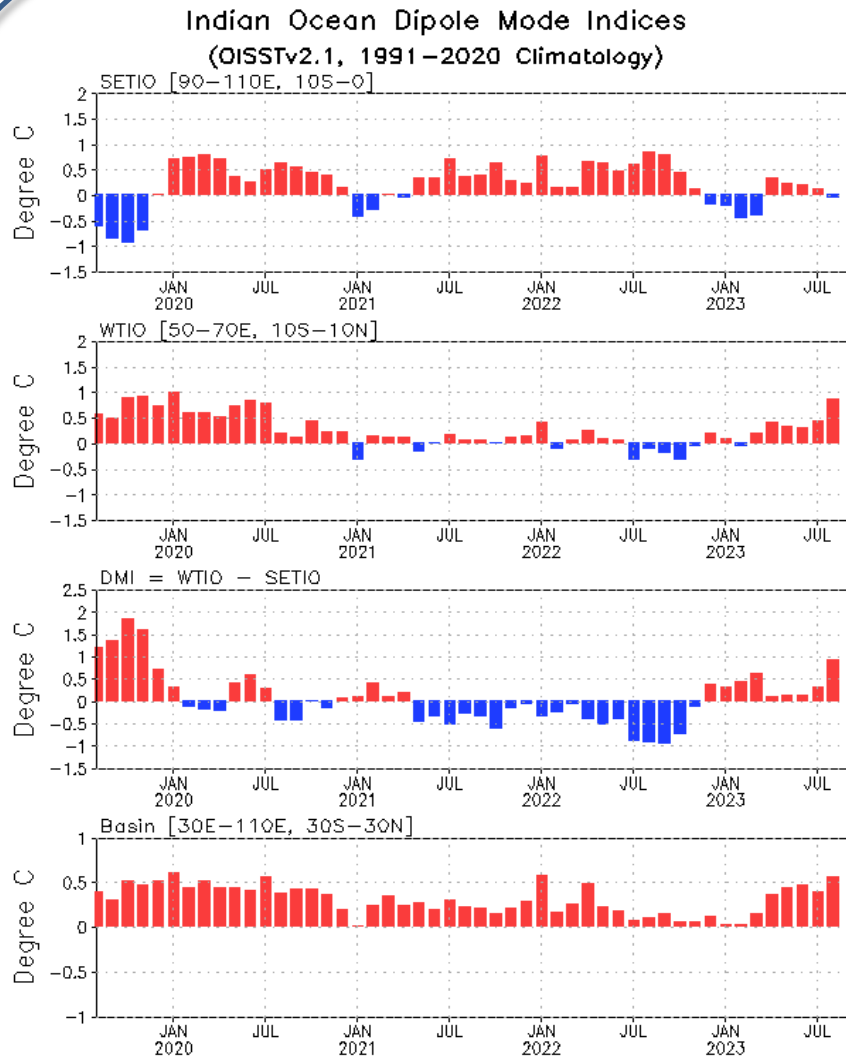 Indian Ocean Dipole Mode Indices
(OISSTv2.1, 1991-2020 Climatology)
SETIO [90-110E, 10S-0]
2
1.5
1
0.5
0
-0.5
-1
-1.5
Degree C
JAN JUL JAN JUL JAN JUL JAN JUL
2020 2021 2022 2023
WTIO [50-70E, 10S-10N]
2
1.5
1
0.5
0
-0.5
-1
-1.5
Degree C
JAN JUL JAN JUL JAN JUL JAN JUL
2020 2021 2022 2023
DMI = WTIO - SETIO
2.5
2
1.5
1
0.5
0
-0.5
-1
-1.5
Degree C
JAN JUL JAN JUL JAN JUL JAN JUL
2020 2021 2022 2023
Basin [30E-110E, 30S-30N]
1
0.5
0
-0.5
-1
Degree C
JAN JUL JAN JUL JAN JUL JAN JUL
2020 2021 2022 2023